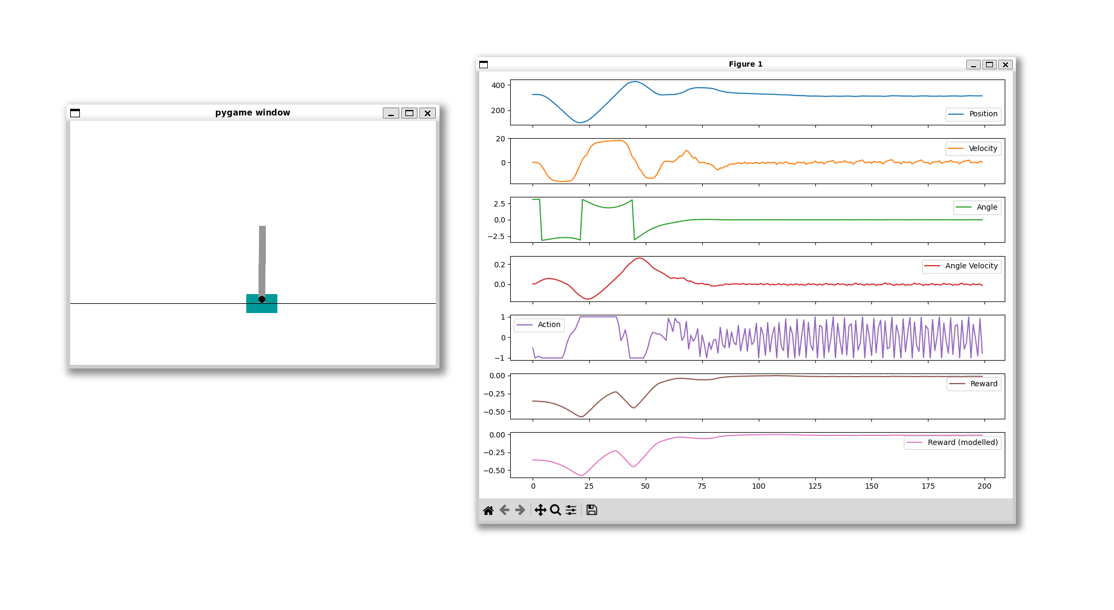 pygame window
Figure 1
400
200
Position
20
0
Velocity
2.5
0.0
−2.5
Angle
0.2
0.0
Angle Velocity
1
0
−1
Action
0.00
−0.25
−0.50
Reward
0.00
−0.25
−0.50
Reward (modelled)
0 25 50 75 100 125 150 175 200